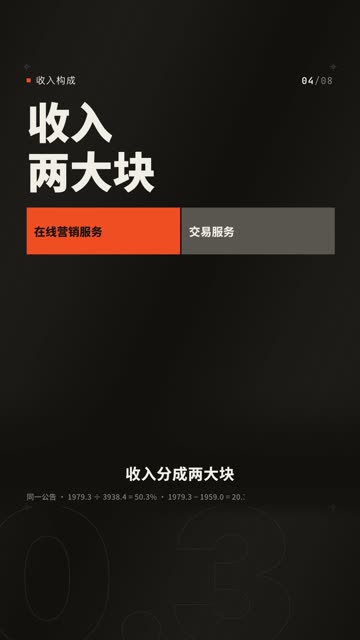 收入构成
04/08
收入
两大块
在线营销服务
交易服务
收入分成两大块
同一公告 · 1979.3 ÷ 3938.4 = 50.3% · 1979.3 − 1959.0 = 20.
0.3